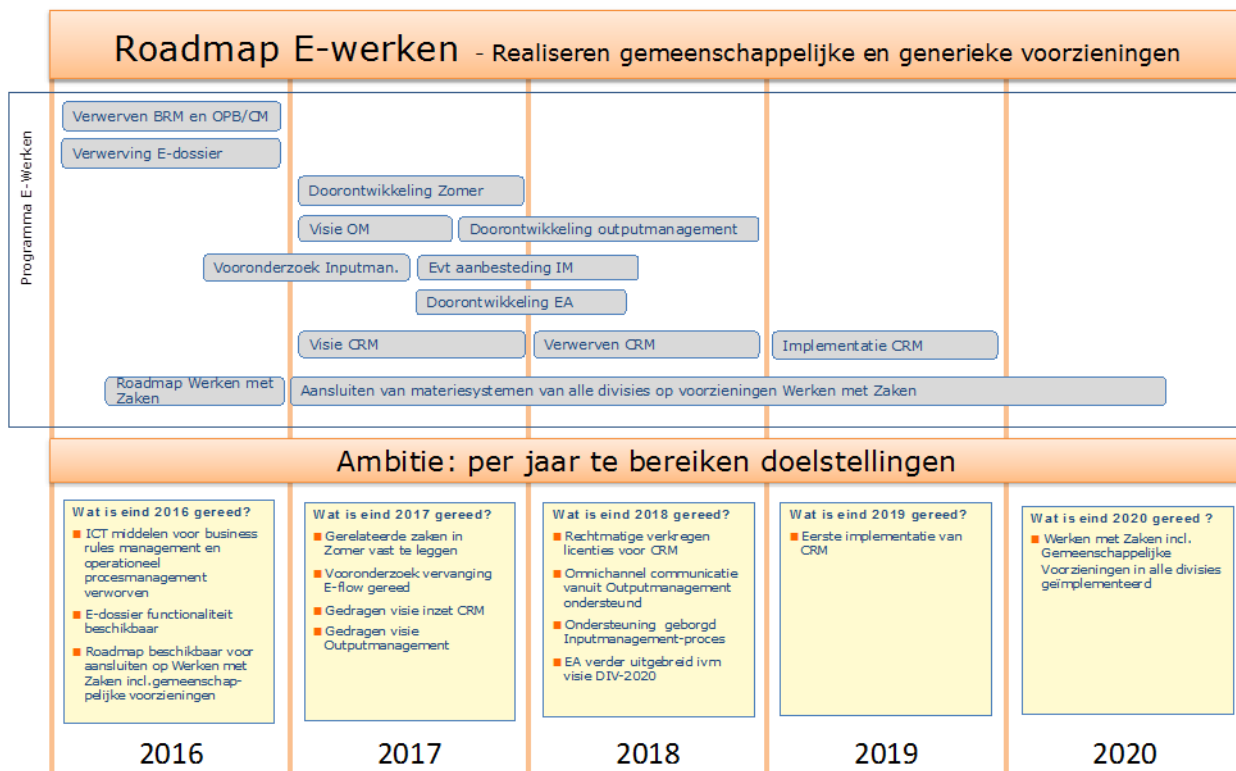 Roadmap E-werken - Realiseren gemeenschappelijke en generieke voorzieningen
Programma E-Werken
Verwerven BRM en OPB/CM
Verwerving E-dossier
Doorontwikkeling Zomer
Visie OM
Doorontwikkeling outputmanagement
Vooronderzoek Inputman.
Evt aanbesteding IM
Doorontwikkeling EA
Visie CRM
Verwerven CRM
Implementatie CRM
Roadmap Werken met
Zaken
Aansluiten van materiesystemen van alle divisies op voorzieningen Werken met Zaken
Ambitie: per jaar te bereiken doelstellingen
Wat is eind 2016 gereed?
■ ICT middelen voor business
rules management en
operationeel
procesmanagement
verworven
■ E-dossier functionaliteit
beschikbaar
■ Roadmap beschikbaar voor
aansluiten op Werken met
Zaken incl.gemeenschap-
pelijke voorzieningen
Wat is eind 2017 gereed?
■ Gerelateerde zaken in
Zomer vast te leggen
■ Vooronderzoek vervanging
E-flow gereed
■ Gedragen visie inzet CRM
■ Gedragen visie
Outputmanagement
Wat is eind 2018 gereed?
■ Rechtmatige verkregen
licenties voor CRM
■ Omnichannel communicatie
vanuit Outputmanagement
ondersteund
■ Ondersteuning geborgd
Inputmanagement-proces
■ EA verder uitgebreid ivm
visie DIV-2020
Wat is eind 2019 gereed?
■ Eerste implementatie van
CRM
Wat is eind 2020 gereed ?
■ Werken met Zaken incl.
Gemeenschappelijke
Voorzieningen in alle divisies
geïmplementeerd
2016
2017
2018
2019
2020